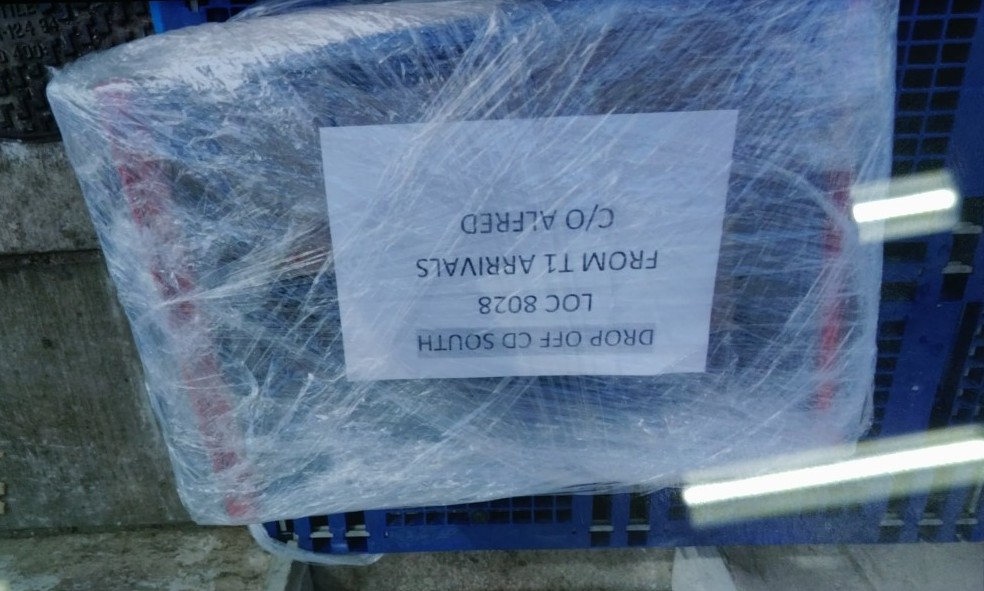 DROP OFF CD SOUTH
LOC 8028
FROM T1 ARRIVALS
C/O ALFRED